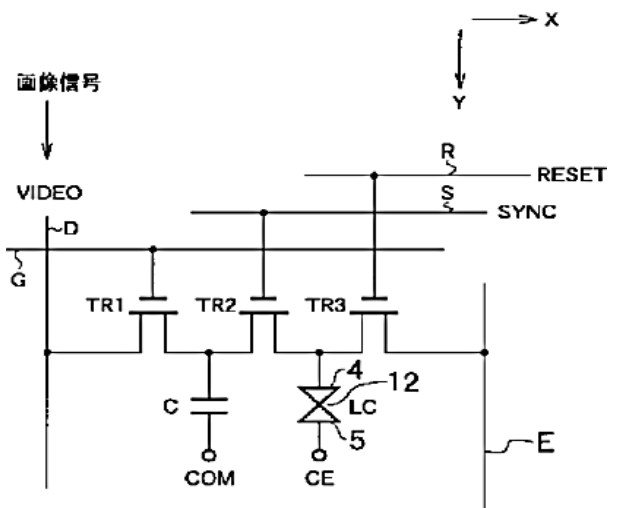 X
Y
画像信号
R
RESET
VIDEO
S
SYNC
D
G
TR1
TR2
TR3
4
12
C
LC
5
E
COM
CE